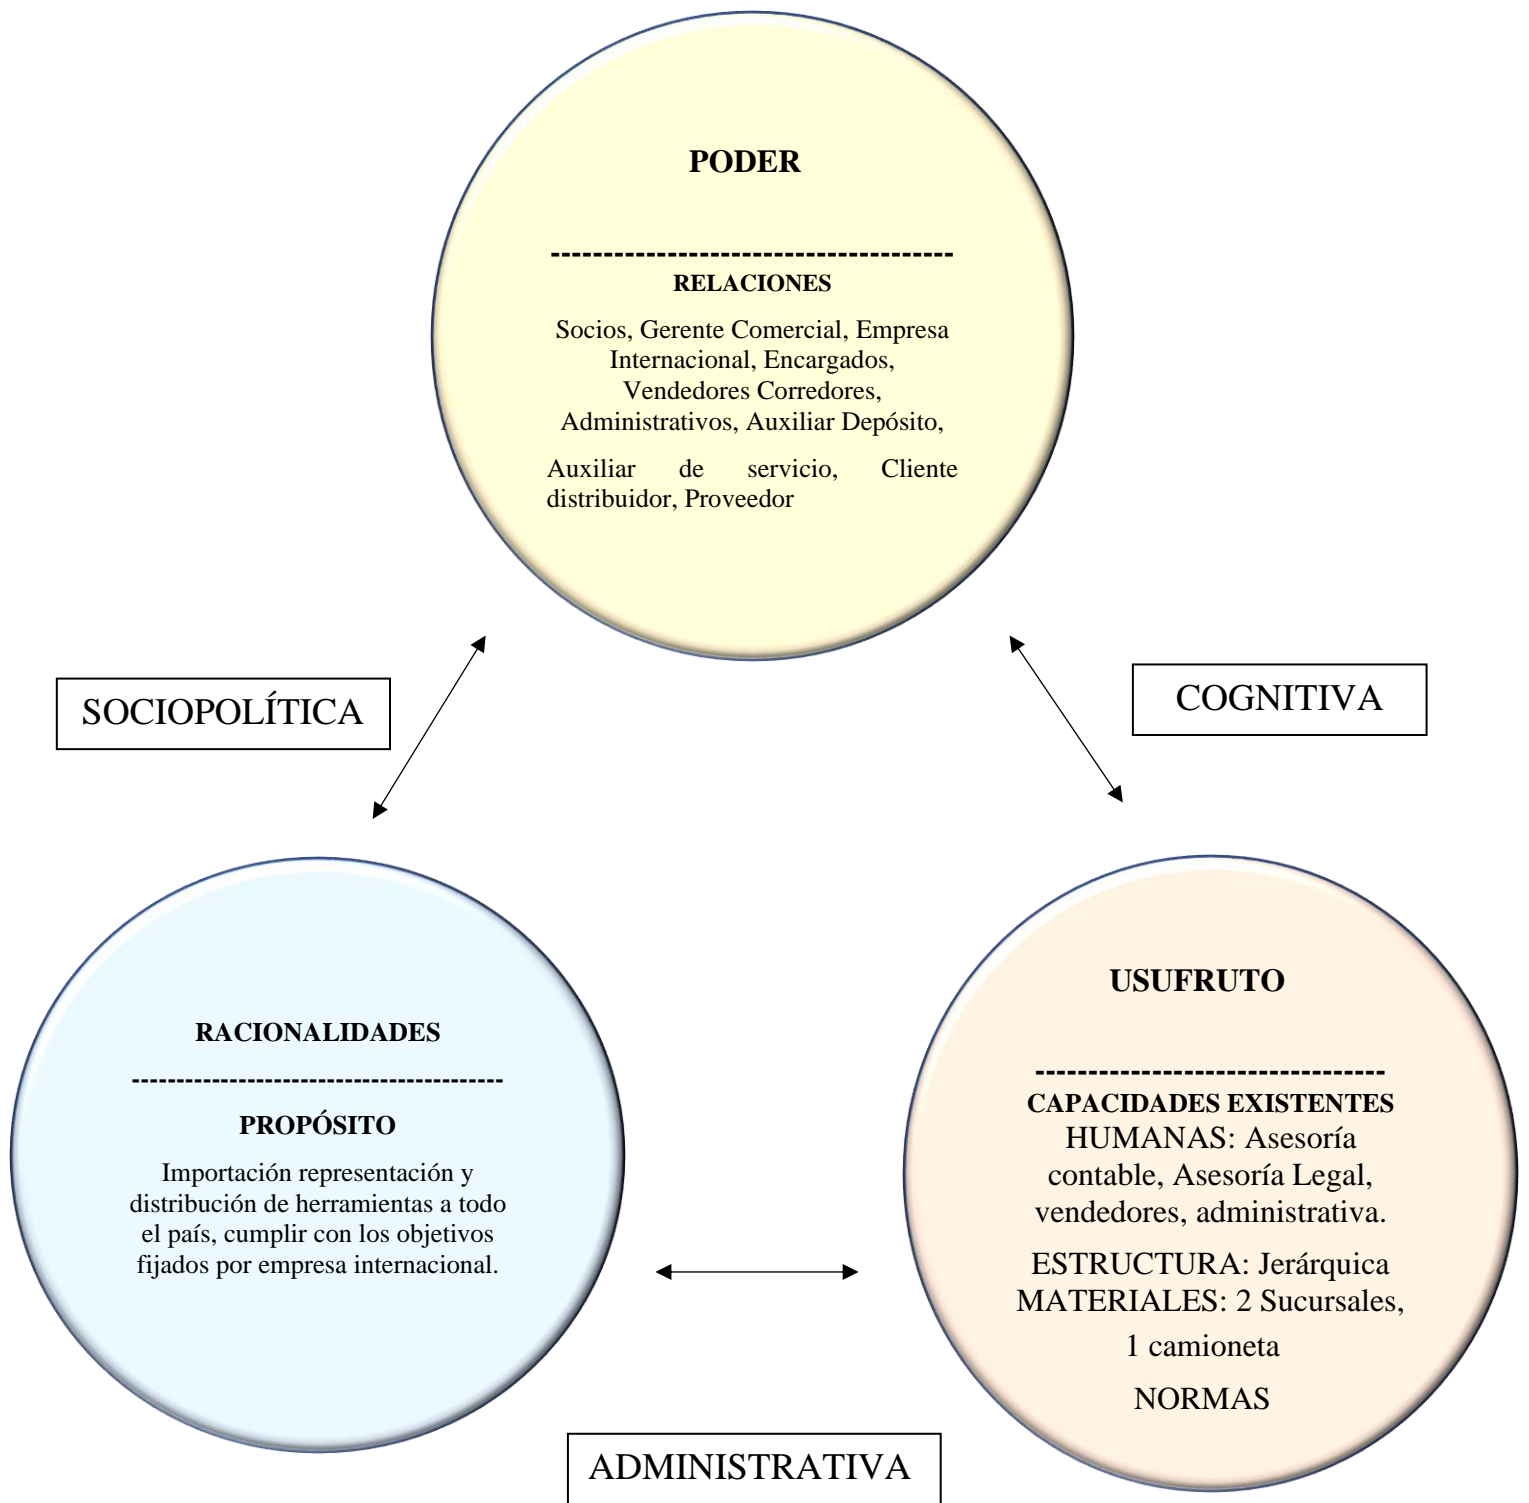 PODER
--------------------------------------
RELACIONES
Socios, Gerente Comercial, Empresa
Internacional, Encargados,
Vendedores Corredores,
Administrativos, Auxiliar Depósito,
Auxiliar de servicio, Cliente
distribuidor, Proveedor
SOCIOPOLÍTICA
COGNITIVA
RACIONALIDADES
------------------------------------------
PROPÓSITO
Importación representación y
distribución de herramientas a todo
el país, cumplir con los objetivos
fijados por empresa internacional.
USUFRUTO
---------------------------------
CAPACIDADES EXISTENTES
HUMANAS: Asesoría
contable, Asesoría Legal,
vendedores, administrativa.
ESTRUCTURA: Jerárquica
MATERIALES: 2 Sucursales,
1 camioneta
NORMAS
ADMINISTRATIVA